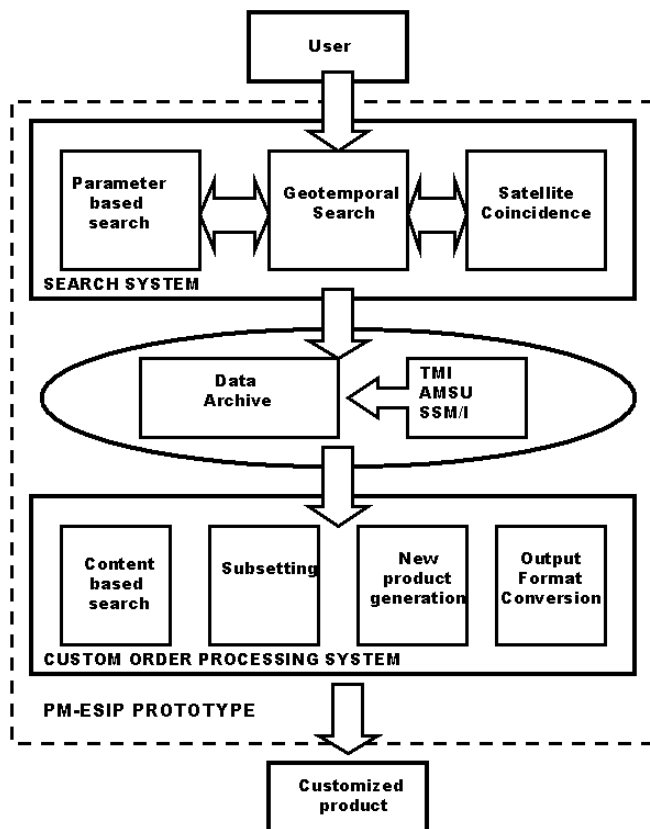 User
Parameter
based
search
Geotemporal
Search
Satellite
Coincidence
SEARCH SYSTEM
Data
Archive
TMI
AMSU
SSM/I
Content
based
search
Subsetting
New
product
generation
Output
Format
Conversion
CUSTOM ORDER PROCESSING SYSTEM
PM-ESIP PROTOTYPE
Customized
product